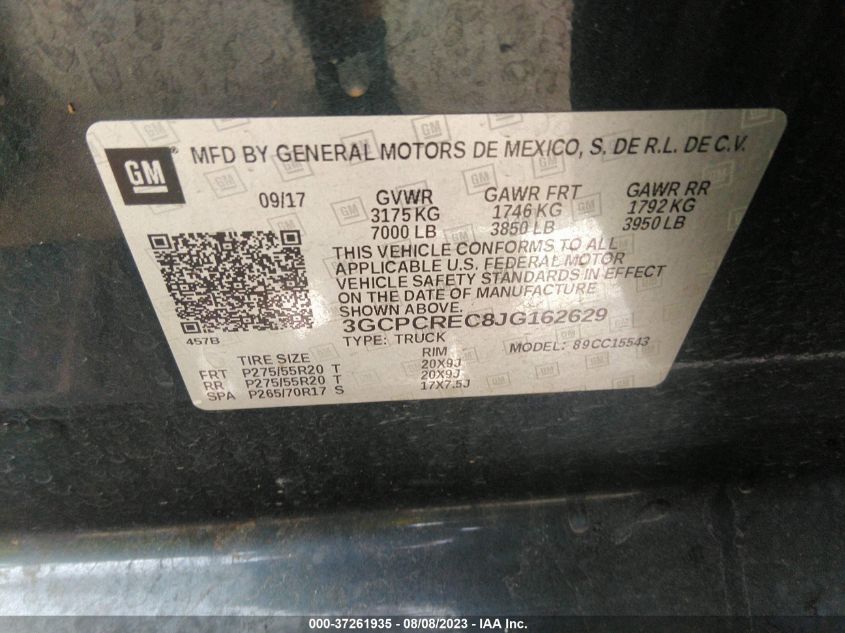 GM ® MFD BY GENERAL MOTORS DE MEXICO, S. DE R.L. DE C.V.
09/17 GVWR GAWR FRT GAWR RR
3175 KG 1746 KG 1792 KG
7000 LB 3850 LB 3950 LB
THIS VEHICLE CONFORMS TO ALL
APPLICABLE U.S. FEDERAL MOTOR
VEHICLE SAFETY STANDARDS IN EFFECT
ON THE DATE OF MANUFACTURE
SHOWN ABOVE.
3GCPCREC8JG162629
457B TYPE: TRUCK MODEL: 89CC15543
TIRE SIZE RIM
FRT P275/55R20 T 20X9J
RR P275/55R20 T 20X9J
SPA P265/70R17 S 17X7.5J
000-37261935 - 08/08/2023 - IAA Inc.